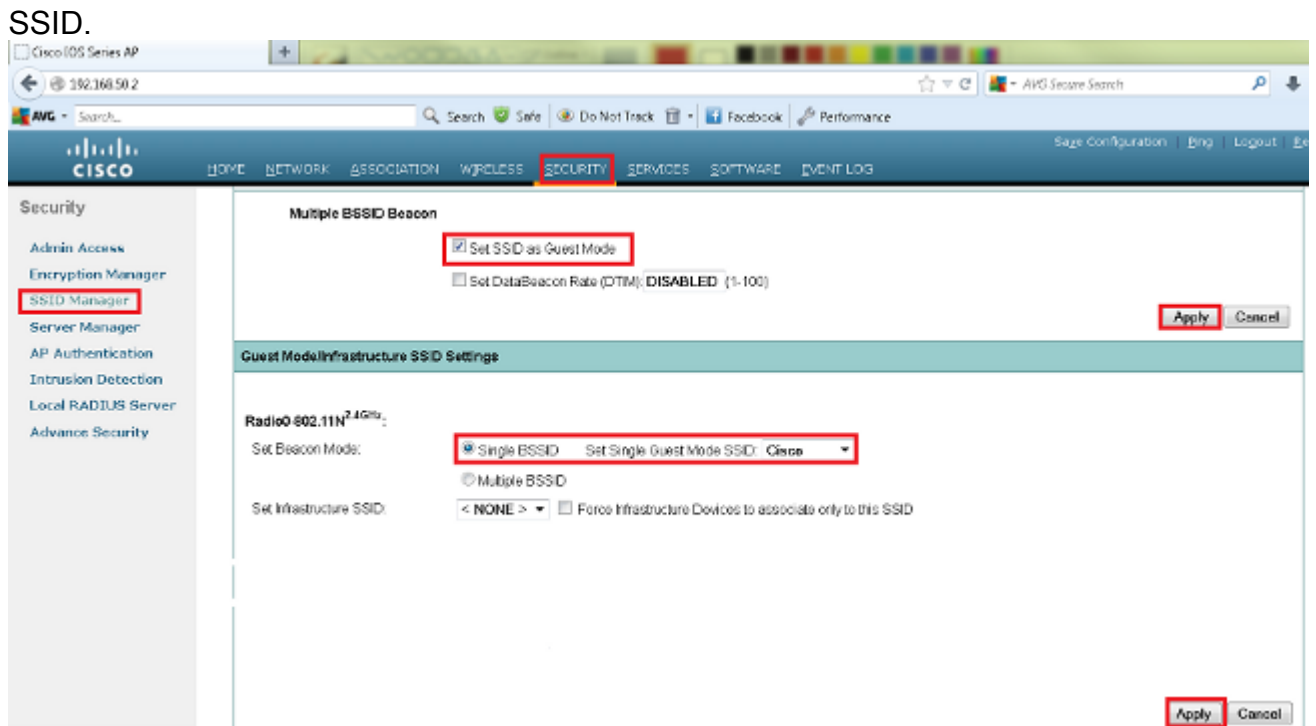 SSID.
Cisco IOS Series AP
+
192.168.50.2
AVG Secure Search
AVG Search...
Search Safe Do Not Track Facebook Performance
Save Configuration | Ping | Logout | Re
CISCO
HOME NETWORK ASSOCIATION WIRELESS SECURITY SERVICES SOFTWARE EVENT LOG
Security
Admin Access
Encryption Manager
SSID Manager
Server Manager
AP Authentication
Intrusion Detection
Local RADIUS Server
Advance Security
Multiple BSSID Beacon
Set SSID as Guest Mode
Set DataBeacon Rate (DTIM): DISABLED (1-100)
Apply Cancel
Guest Mode/Infrastructure SSID Settings
Radio0-802.11N2.4GHz:
Set Beacon Mode: Single BSSID Set Single Guest Mode SSID: Cisco
Multiple BSSID
Set Infrastructure SSID: < NONE > Force Infrastructure Devices to associate only to this SSID
Apply Cancel